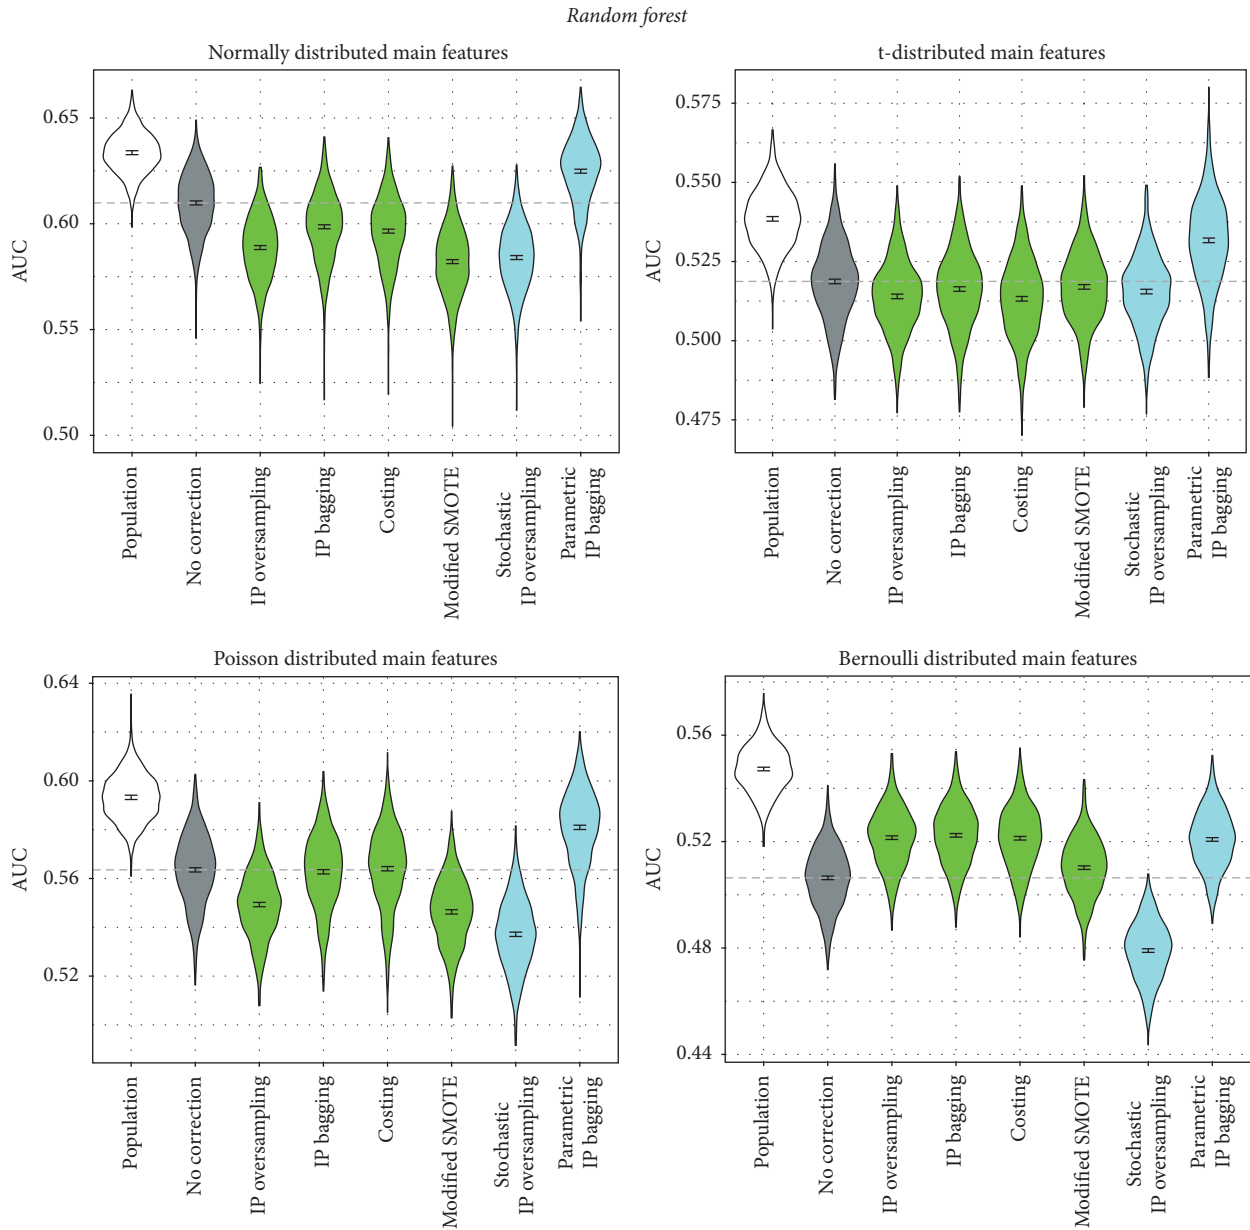 Random forest
Normally distributed main features
AUC
0.65
0.60
0.55
0.50
Population
No correction
IP oversampling
IP bagging
Costing
Modified SMOTE
Stochastic
IP oversampling
Parametric
IP bagging
t-distributed main features
AUC
0.575
0.550
0.525
0.500
0.475
Population
No correction
IP oversampling
IP bagging
Costing
Modified SMOTE
Stochastic
IP oversampling
Parametric
IP bagging
Poisson distributed main features
AUC
0.64
0.60
0.56
0.52
Population
No correction
IP oversampling
IP bagging
Costing
Modified SMOTE
Stochastic
IP oversampling
Parametric
IP bagging
Bernoulli distributed main features
AUC
0.56
0.52
0.48
0.44
Population
No correction
IP oversampling
IP bagging
Costing
Modified SMOTE
Stochastic
IP oversampling
Parametric
IP bagging